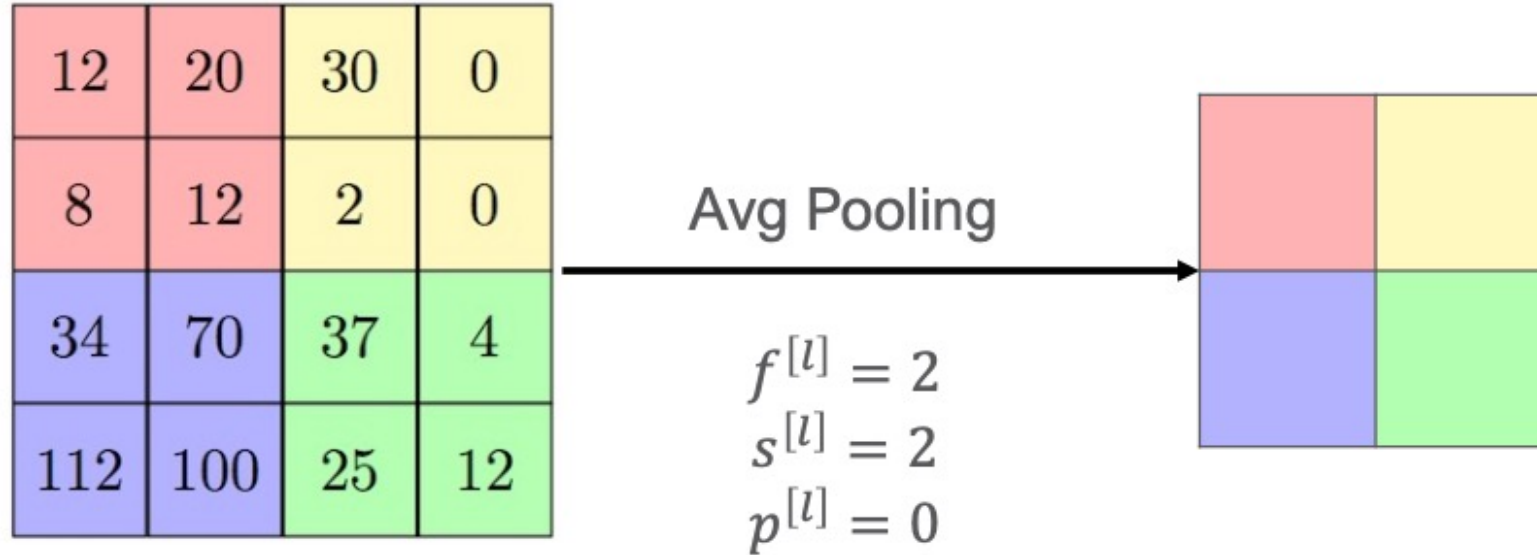 12 20 30 0
8 12 2 0
34 70 37 4
112 100 25 12
Avg Pooling
f^{[l]} = 2
s^{[l]} = 2
p^{[l]} = 0